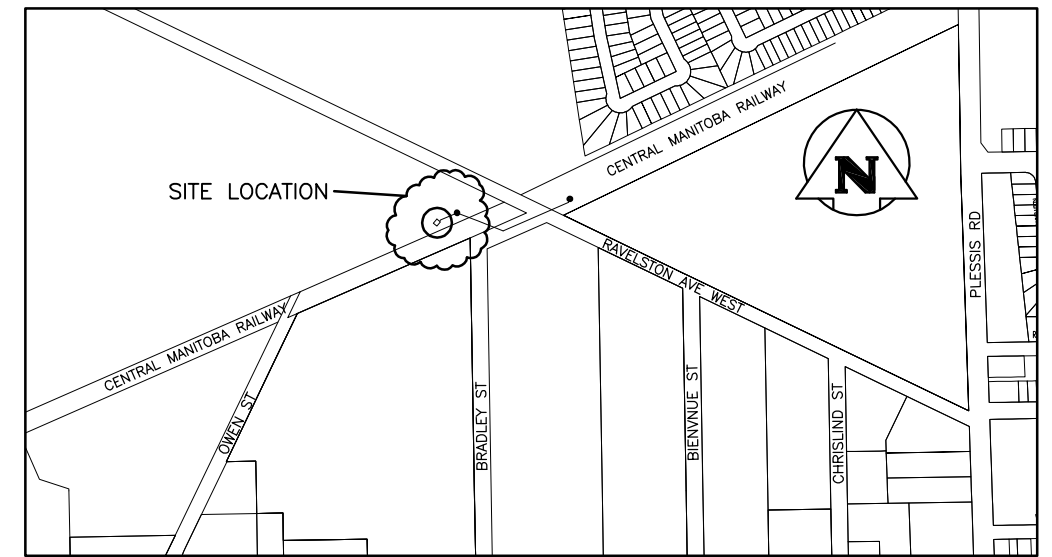 CENTRAL MANITOBA RAILWAY
SITE LOCATION
N
PLESSIS RD
RAVELSTON AVE WEST
CENTRAL MANITOBA RAILWAY
OWEN ST
BRADLEY ST
BIENVNUE ST
CHRISLIND ST